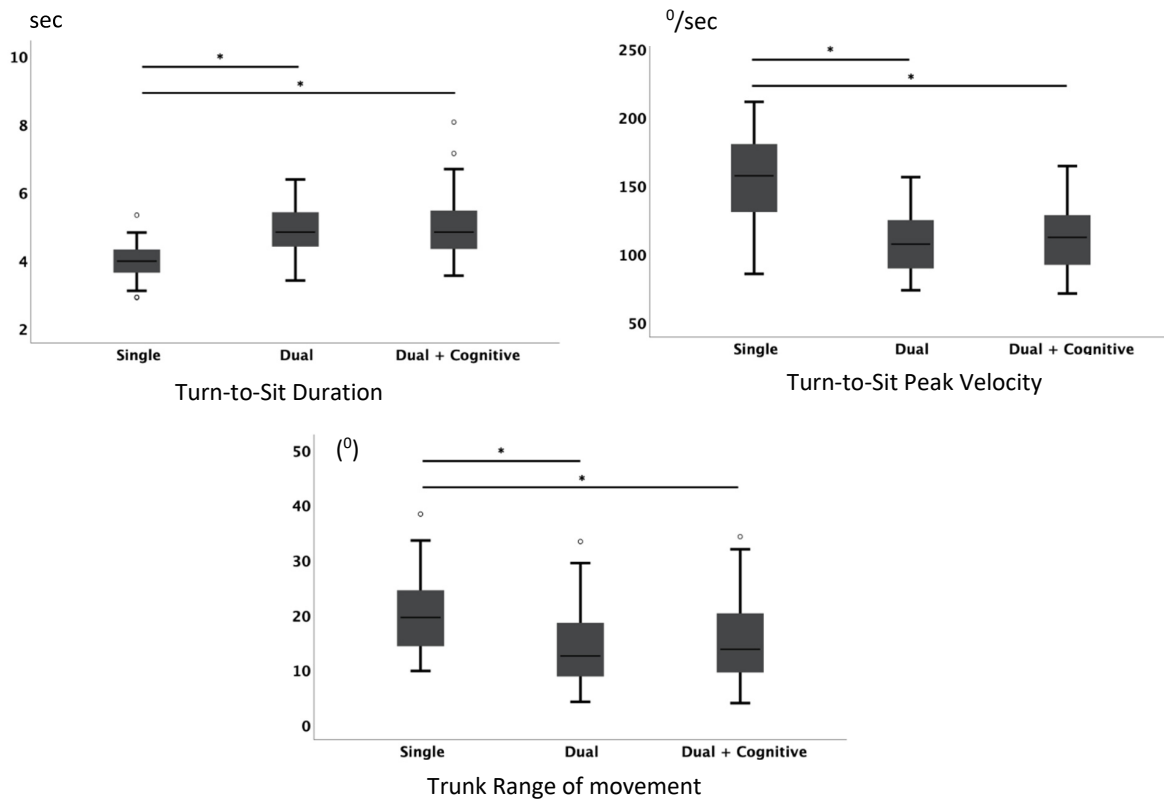 sec
10
8
6
4
2
*
*
Single Dual Dual + Cognitive
Turn-to-Sit Duration
⁰/sec
250
200
150
100
50
*
*
Single Dual Dual + Cognitive
Turn-to-Sit Peak Velocity
(⁰)
50
40
30
20
10
0
*
*
Single Dual Dual + Cognitive
Trunk Range of movement